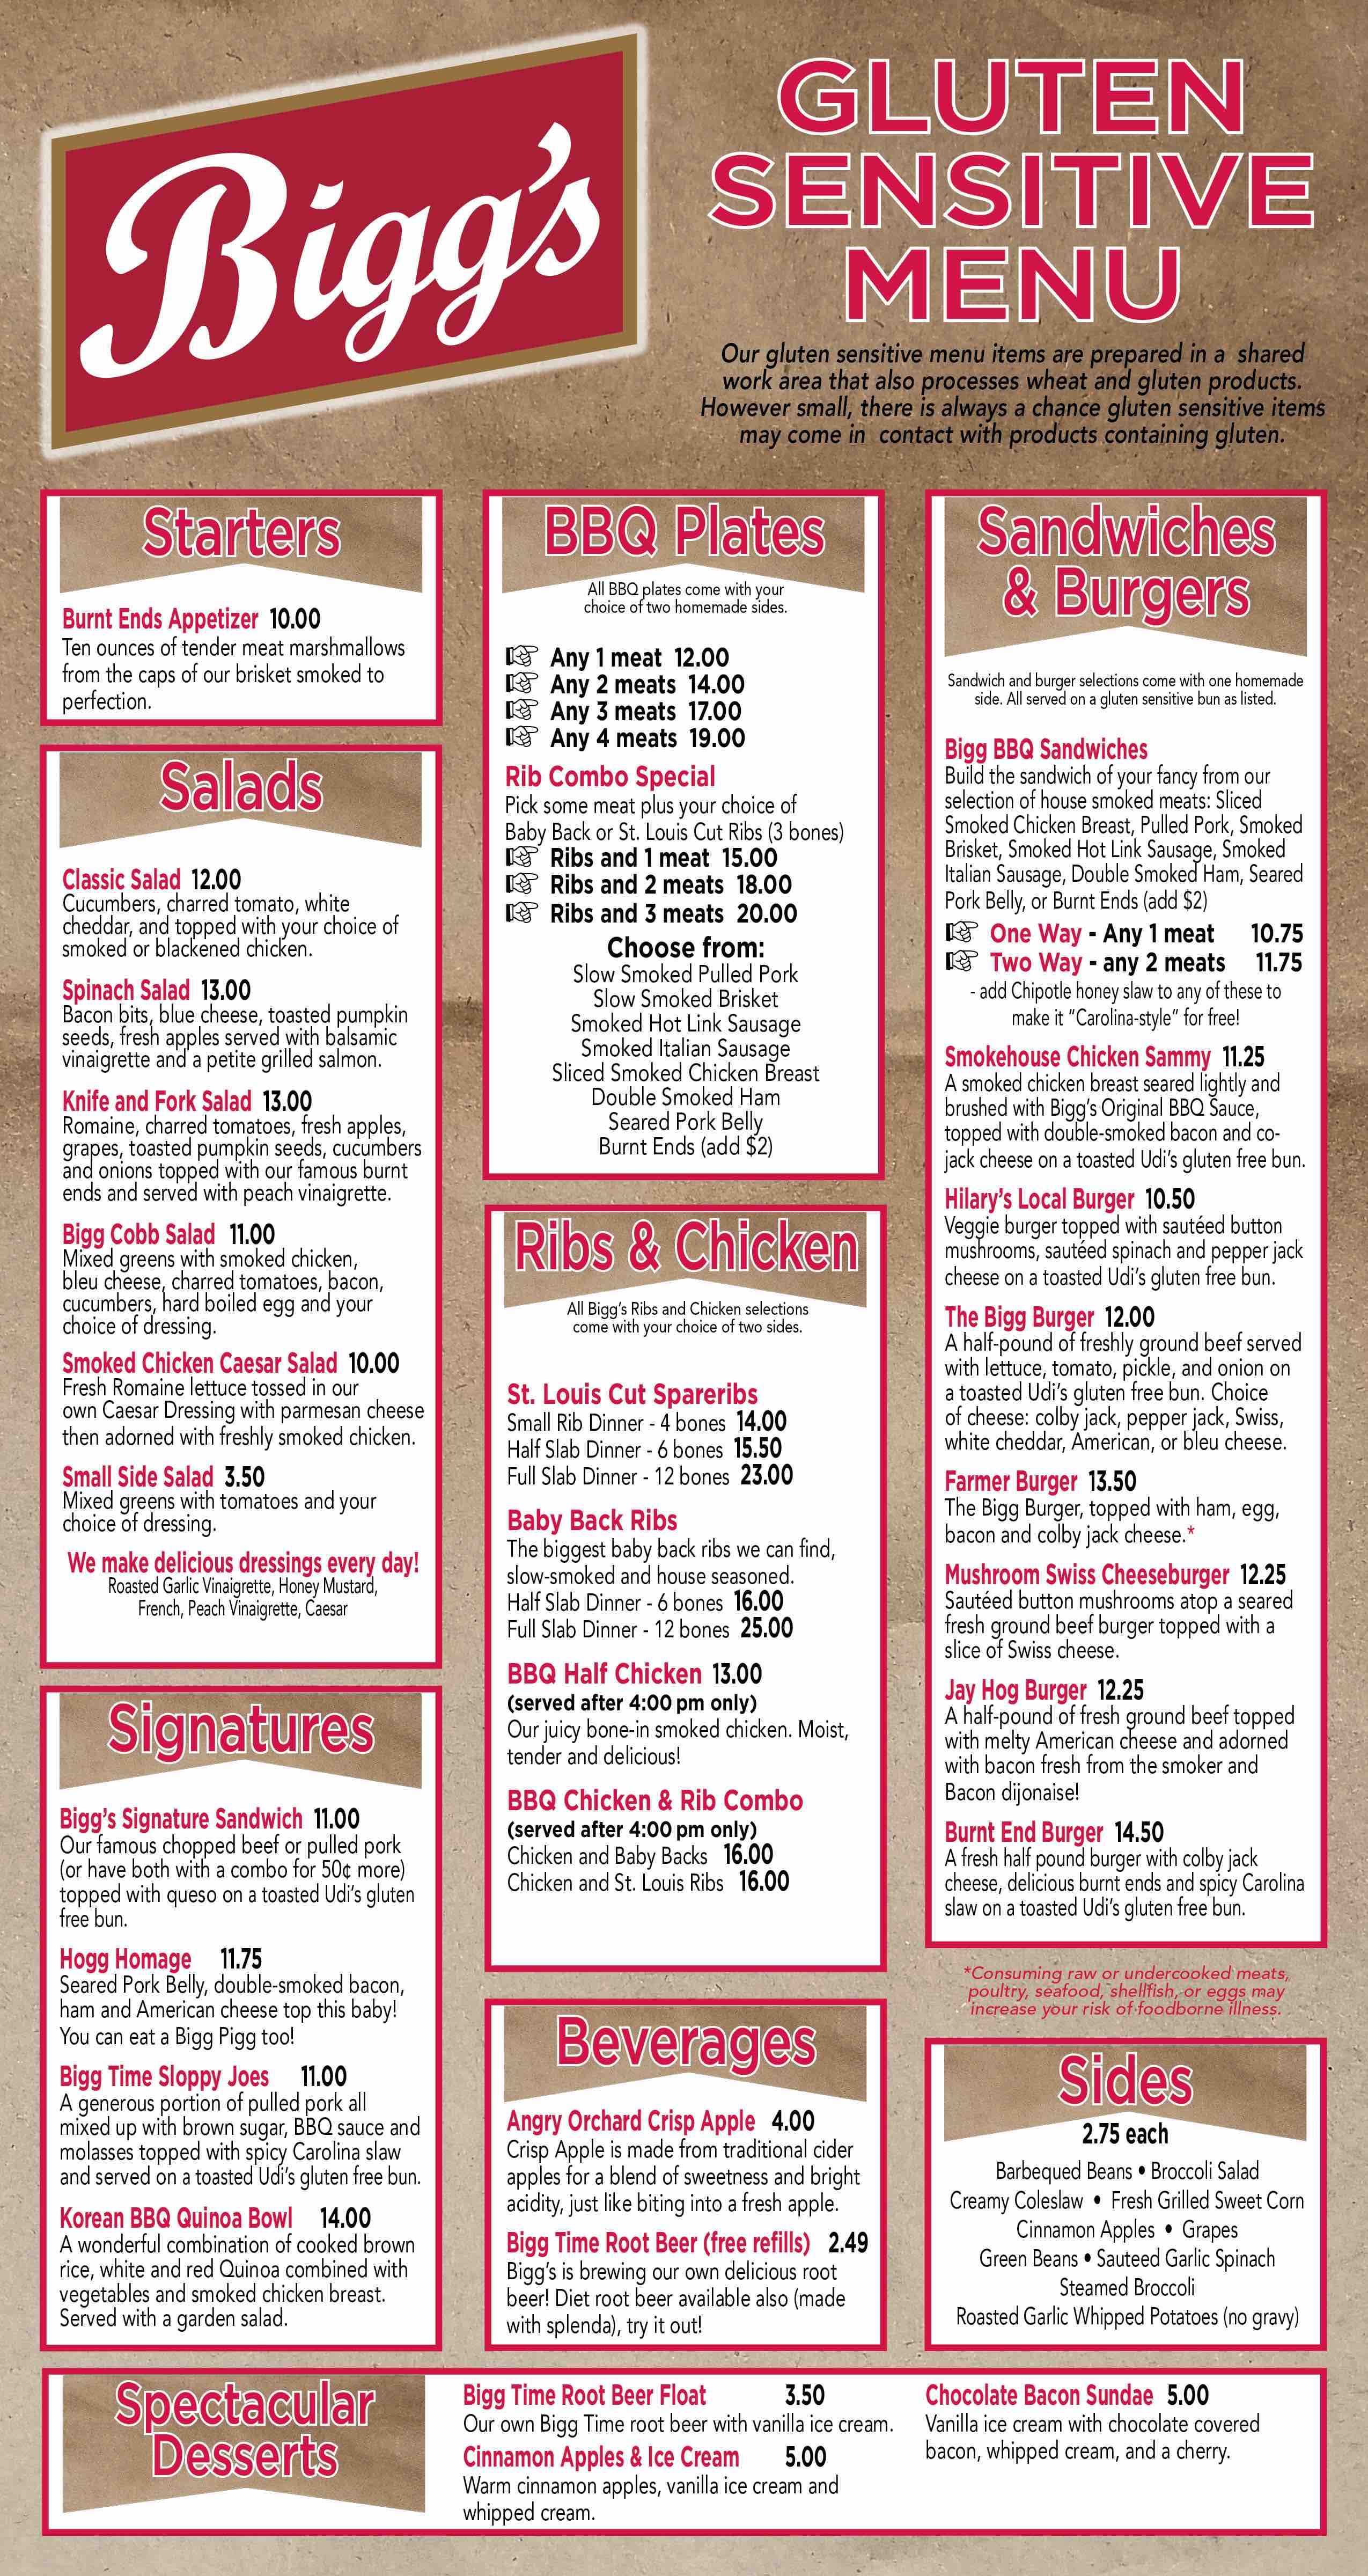 Bigg's
GLUTEN
SENSITIVE
MENU
Our gluten sensitive menu items are prepared in a shared
work area that also processes wheat and gluten products.
However small, there is always a chance gluten sensitive items
may come in contact with products containing gluten.
Starters
Burnt Ends Appetizer 10.00
Ten ounces of tender meat marshmallows
from the caps of our brisket smoked to
perfection.
Salads
Classic Salad 12.00
Cucumbers, charred tomato, white
cheddar, and topped with your choice of
smoked or blackened chicken.
Spinach Salad 13.00
Bacon bits, blue cheese, toasted pumpkin
seeds, fresh apples served with balsamic
vinaigrette and a petite grilled salmon.
Knife and Fork Salad 13.00
Romaine, charred tomatoes, fresh apples,
grapes, toasted pumpkin seeds, cucumbers
and onions topped with our famous burnt
ends and served with peach vinaigrette.
Bigg Cobb Salad 11.00
Mixed greens with smoked chicken,
bleu cheese, charred tomatoes, bacon,
cucumbers, hard boiled egg and your
choice of dressing.
Smoked Chicken Caesar Salad 10.00
Fresh Romaine lettuce tossed in our
own Caesar Dressing with parmesan cheese
then adorned with freshly smoked chicken.
Small Side Salad 3.50
Mixed greens with tomatoes and your
choice of dressing.
We make delicious dressings every day!
Roasted Garlic Vinaigrette, Honey Mustard,
French, Peach Vinaigrette, Caesar
Signatures
Bigg's Signature Sandwich 11.00
Our famous chopped beef or pulled pork
(or have both with a combo for 50¢ more)
topped with queso on a toasted Udi's gluten
free bun.
Hogg Homage 11.75
Seared Pork Belly, double-smoked bacon,
ham and American cheese top this baby!
You can eat a Bigg Pigg too!
Bigg Time Sloppy Joes 11.00
A generous portion of pulled pork all
mixed up with brown sugar, BBQ sauce and
molasses topped with spicy Carolina slaw
and served on a toasted Udi's gluten free bun.
Korean BBQ Quinoa Bowl 14.00
A wonderful combination of cooked brown
rice, white and red Quinoa combined with
vegetables and smoked chicken breast.
Served with a garden salad.
BBQ Plates
All BBQ plates come with your
choice of two homemade sides.
Any 1 meat 12.00
Any 2 meats 14.00
Any 3 meats 17.00
Any 4 meats 19.00
Rib Combo Special
Pick some meat plus your choice of
Baby Back or St. Louis Cut Ribs (3 bones)
Ribs and 1 meat 15.00
Ribs and 2 meats 18.00
Ribs and 3 meats 20.00
Choose from:
Slow Smoked Pulled Pork
Slow Smoked Brisket
Smoked Hot Link Sausage
Smoked Italian Sausage
Sliced Smoked Chicken Breast
Double Smoked Ham
Seared Pork Belly
Burnt Ends (add $2)
Ribs & Chicken
All Bigg's Ribs and Chicken selections
come with your choice of two sides.
St. Louis Cut Spareribs
Small Rib Dinner - 4 bones 14.00
Half Slab Dinner - 6 bones 15.50
Full Slab Dinner - 12 bones 23.00
Baby Back Ribs
The biggest baby back ribs we can find,
slow-smoked and house seasoned.
Half Slab Dinner - 6 bones 16.00
Full Slab Dinner - 12 bones 25.00
BBQ Half Chicken 13.00
(served after 4:00 pm only)
Our juicy bone-in smoked chicken. Moist,
tender and delicious!
BBQ Chicken & Rib Combo
(served after 4:00 pm only)
Chicken and Baby Backs 16.00
Chicken and St. Louis Ribs 16.00
Beverages
Angry Orchard Crisp Apple 4.00
Crisp Apple is made from traditional cider
apples for a blend of sweetness and bright
acidity, just like biting into a fresh apple.
Bigg Time Root Beer (free refills) 2.49
Bigg's is brewing our own delicious root
beer! Diet root beer available also (made
with splenda), try it out!
Sandwiches
& Burgers
Sandwich and burger selections come with one homemade
side. All served on a gluten sensitive bun as listed.
Bigg BBQ Sandwiches
Build the sandwich of your fancy from our
selection of house smoked meats: Sliced
Smoked Chicken Breast, Pulled Pork, Smoked
Brisket, Smoked Hot Link Sausage, Smoked
Italian Sausage, Double Smoked Ham, Seared
Pork Belly, or Burnt Ends (add $2)
One Way - Any 1 meat 10.75
Two Way - any 2 meats 11.75
- add Chipotle honey slaw to any of these to
make it "Carolina-style" for free!
Smokehouse Chicken Sammy 11.25
A smoked chicken breast seared lightly and
brushed with Bigg's Original BBQ Sauce,
topped with double-smoked bacon and co-
jack cheese on a toasted Udi's gluten free bun.
Hilary's Local Burger 10.50
Veggie burger topped with sautéed button
mushrooms, sautéed spinach and pepper jack
cheese on a toasted Udi's gluten free bun.
The Bigg Burger 12.00
A half-pound of freshly ground beef served
with lettuce, tomato, pickle, and onion on
a toasted Udi's gluten free bun. Choice
of cheese: colby jack, pepper jack, Swiss,
white cheddar, American, or bleu cheese.
Farmer Burger 13.50
The Bigg Burger, topped with ham, egg,
bacon and colby jack cheese.*
Mushroom Swiss Cheeseburger 12.25
Sautéed button mushrooms atop a seared
fresh ground beef burger topped with a
slice of Swiss cheese.
Jay Hog Burger 12.25
A half-pound of fresh ground beef topped
with melty American cheese and adorned
with bacon fresh from the smoker and
Bacon dijonaise!
Burnt End Burger 14.50
A fresh half pound burger with colby jack
cheese, delicious burnt ends and spicy Carolina
slaw on a toasted Udi's gluten free bun.
*Consuming raw or undercooked meats,
poultry, seafood, shellfish, or eggs may
increase your risk of foodborne illness.
Sides
2.75 each
Barbequed Beans • Broccoli Salad
Creamy Coleslaw • Fresh Grilled Sweet Corn
Cinnamon Apples • Grapes
Green Beans • Sauteed Garlic Spinach
Steamed Broccoli
Roasted Garlic Whipped Potatoes (no gravy)
Spectacular
Desserts
Bigg Time Root Beer Float 3.50
Our own Bigg Time root beer with vanilla ice cream.
Cinnamon Apples & Ice Cream 5.00
Warm cinnamon apples, vanilla ice cream and
whipped cream.
Chocolate Bacon Sundae 5.00
Vanilla ice cream with chocolate covered
bacon, whipped cream, and a cherry.